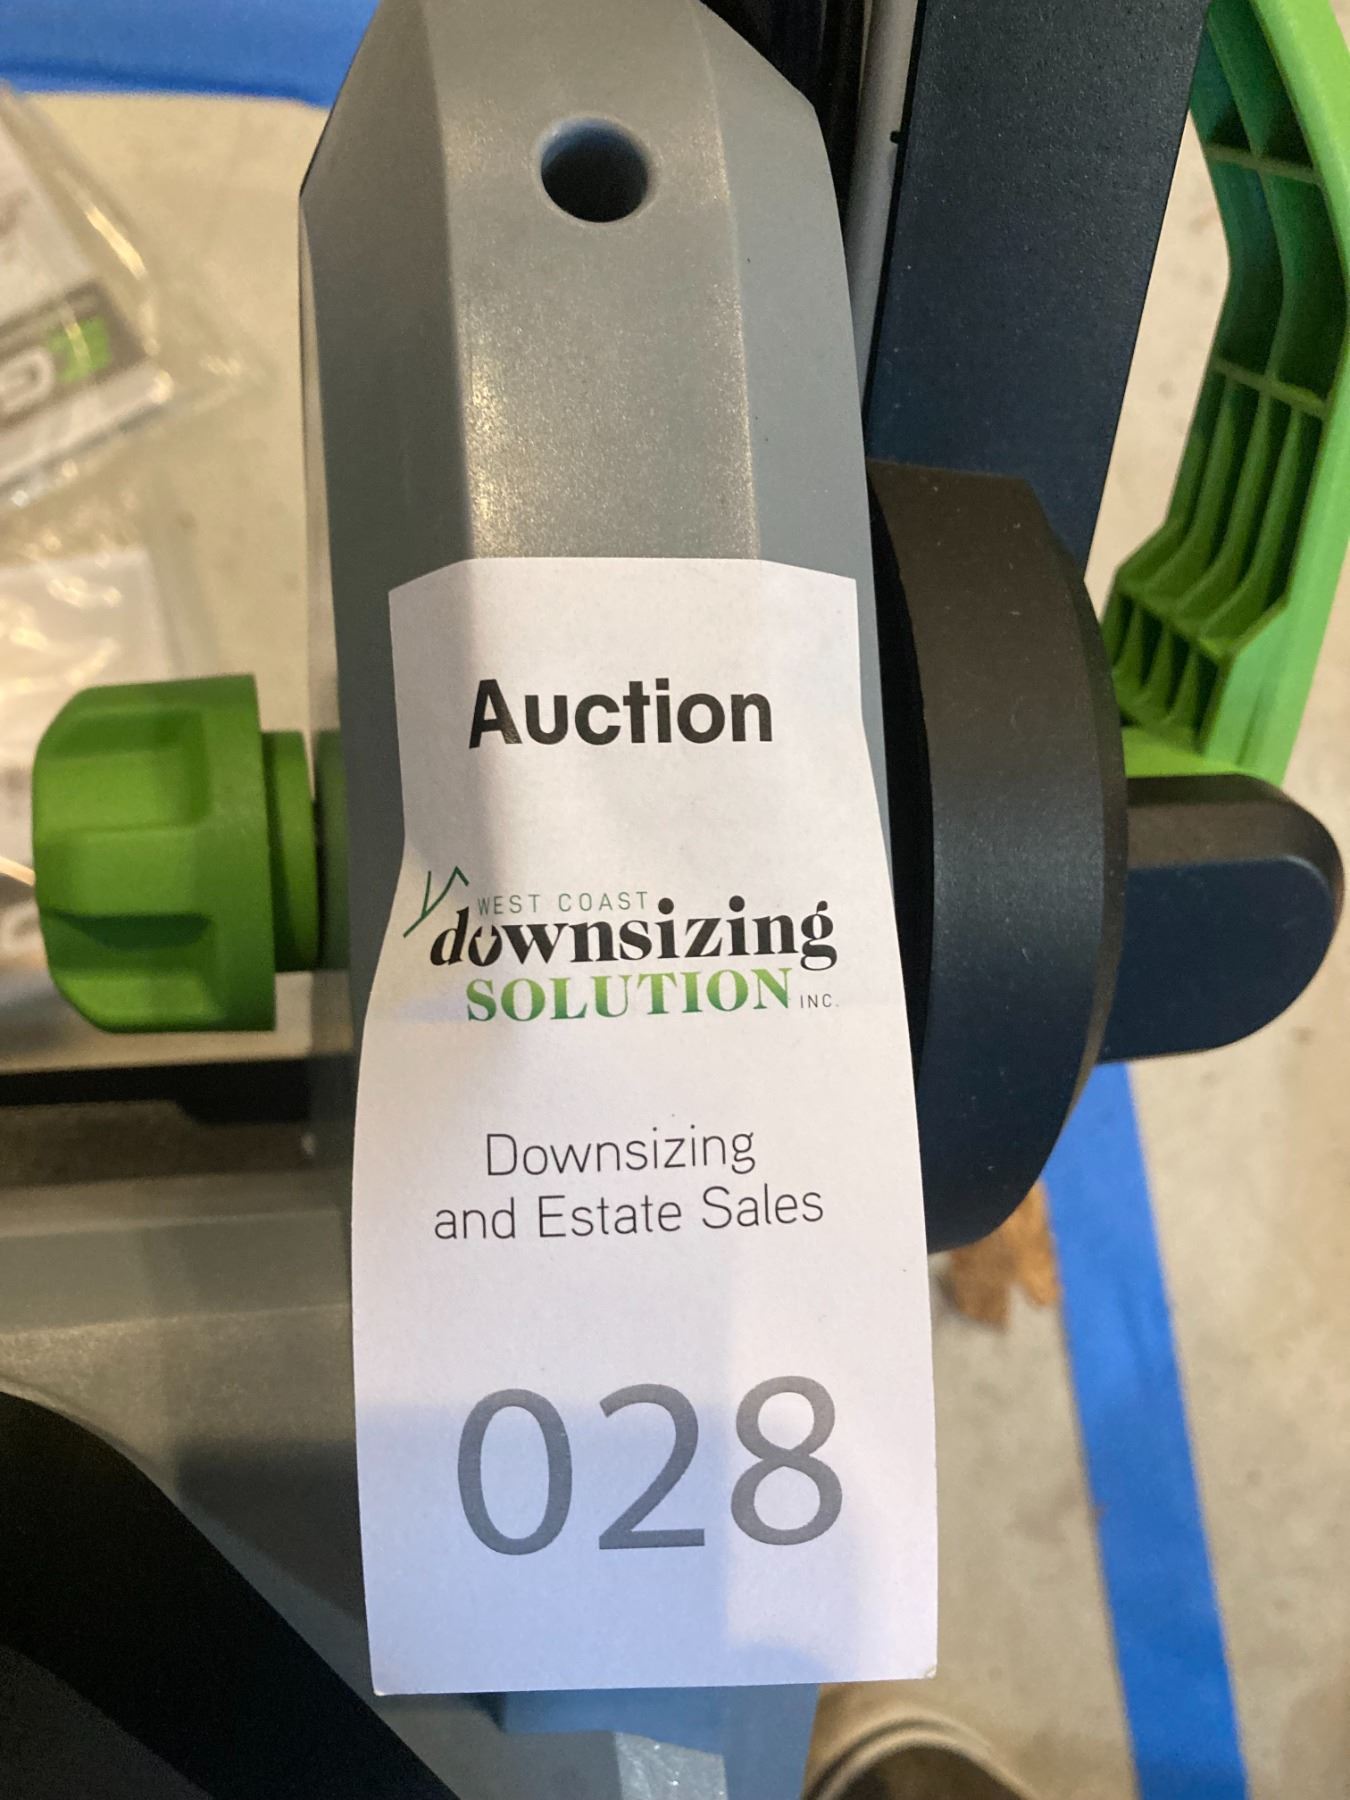 Auction
WEST COAST
downsizing
SOLUTION INC.
Downsizing
and Estate Sales
028